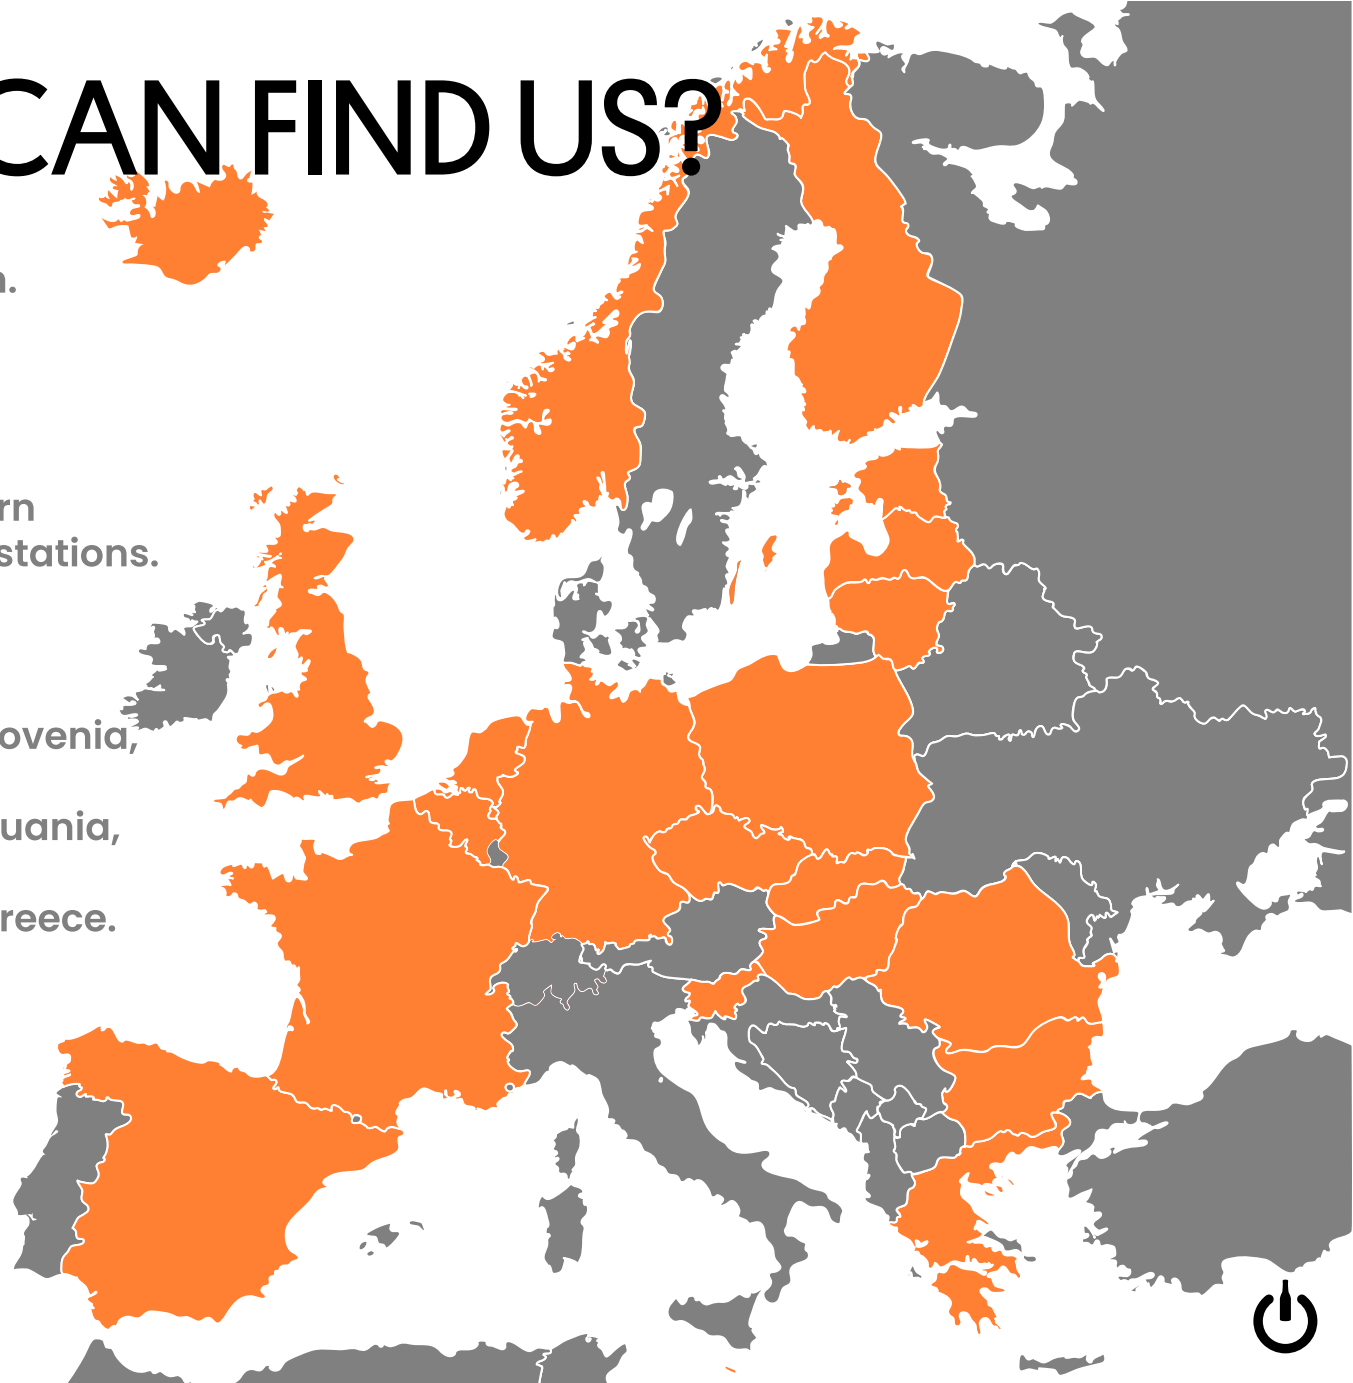 CAN FIND US?
n.
rn
stations.
ovenia,
uania,
reece.